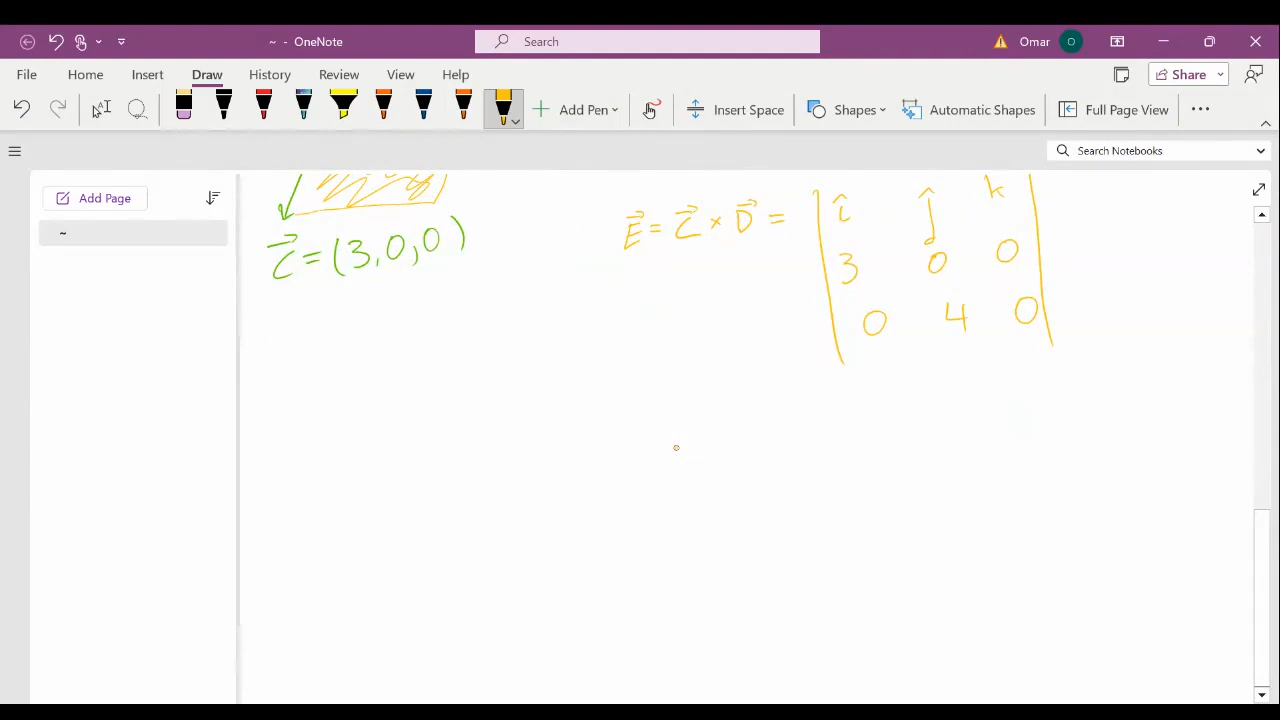 ~ - OneNote
Search
Omar
O
File Home Insert Draw History Review View Help
Share
Add Pen
Insert Space
Shapes
Automatic Shapes
Full Page View
Search Notebooks
Add Page
~
C⃗ = (3,0,0)
E⃗ = C⃗ × D⃗ =
î ĵ k
3 0 0
0 4 0